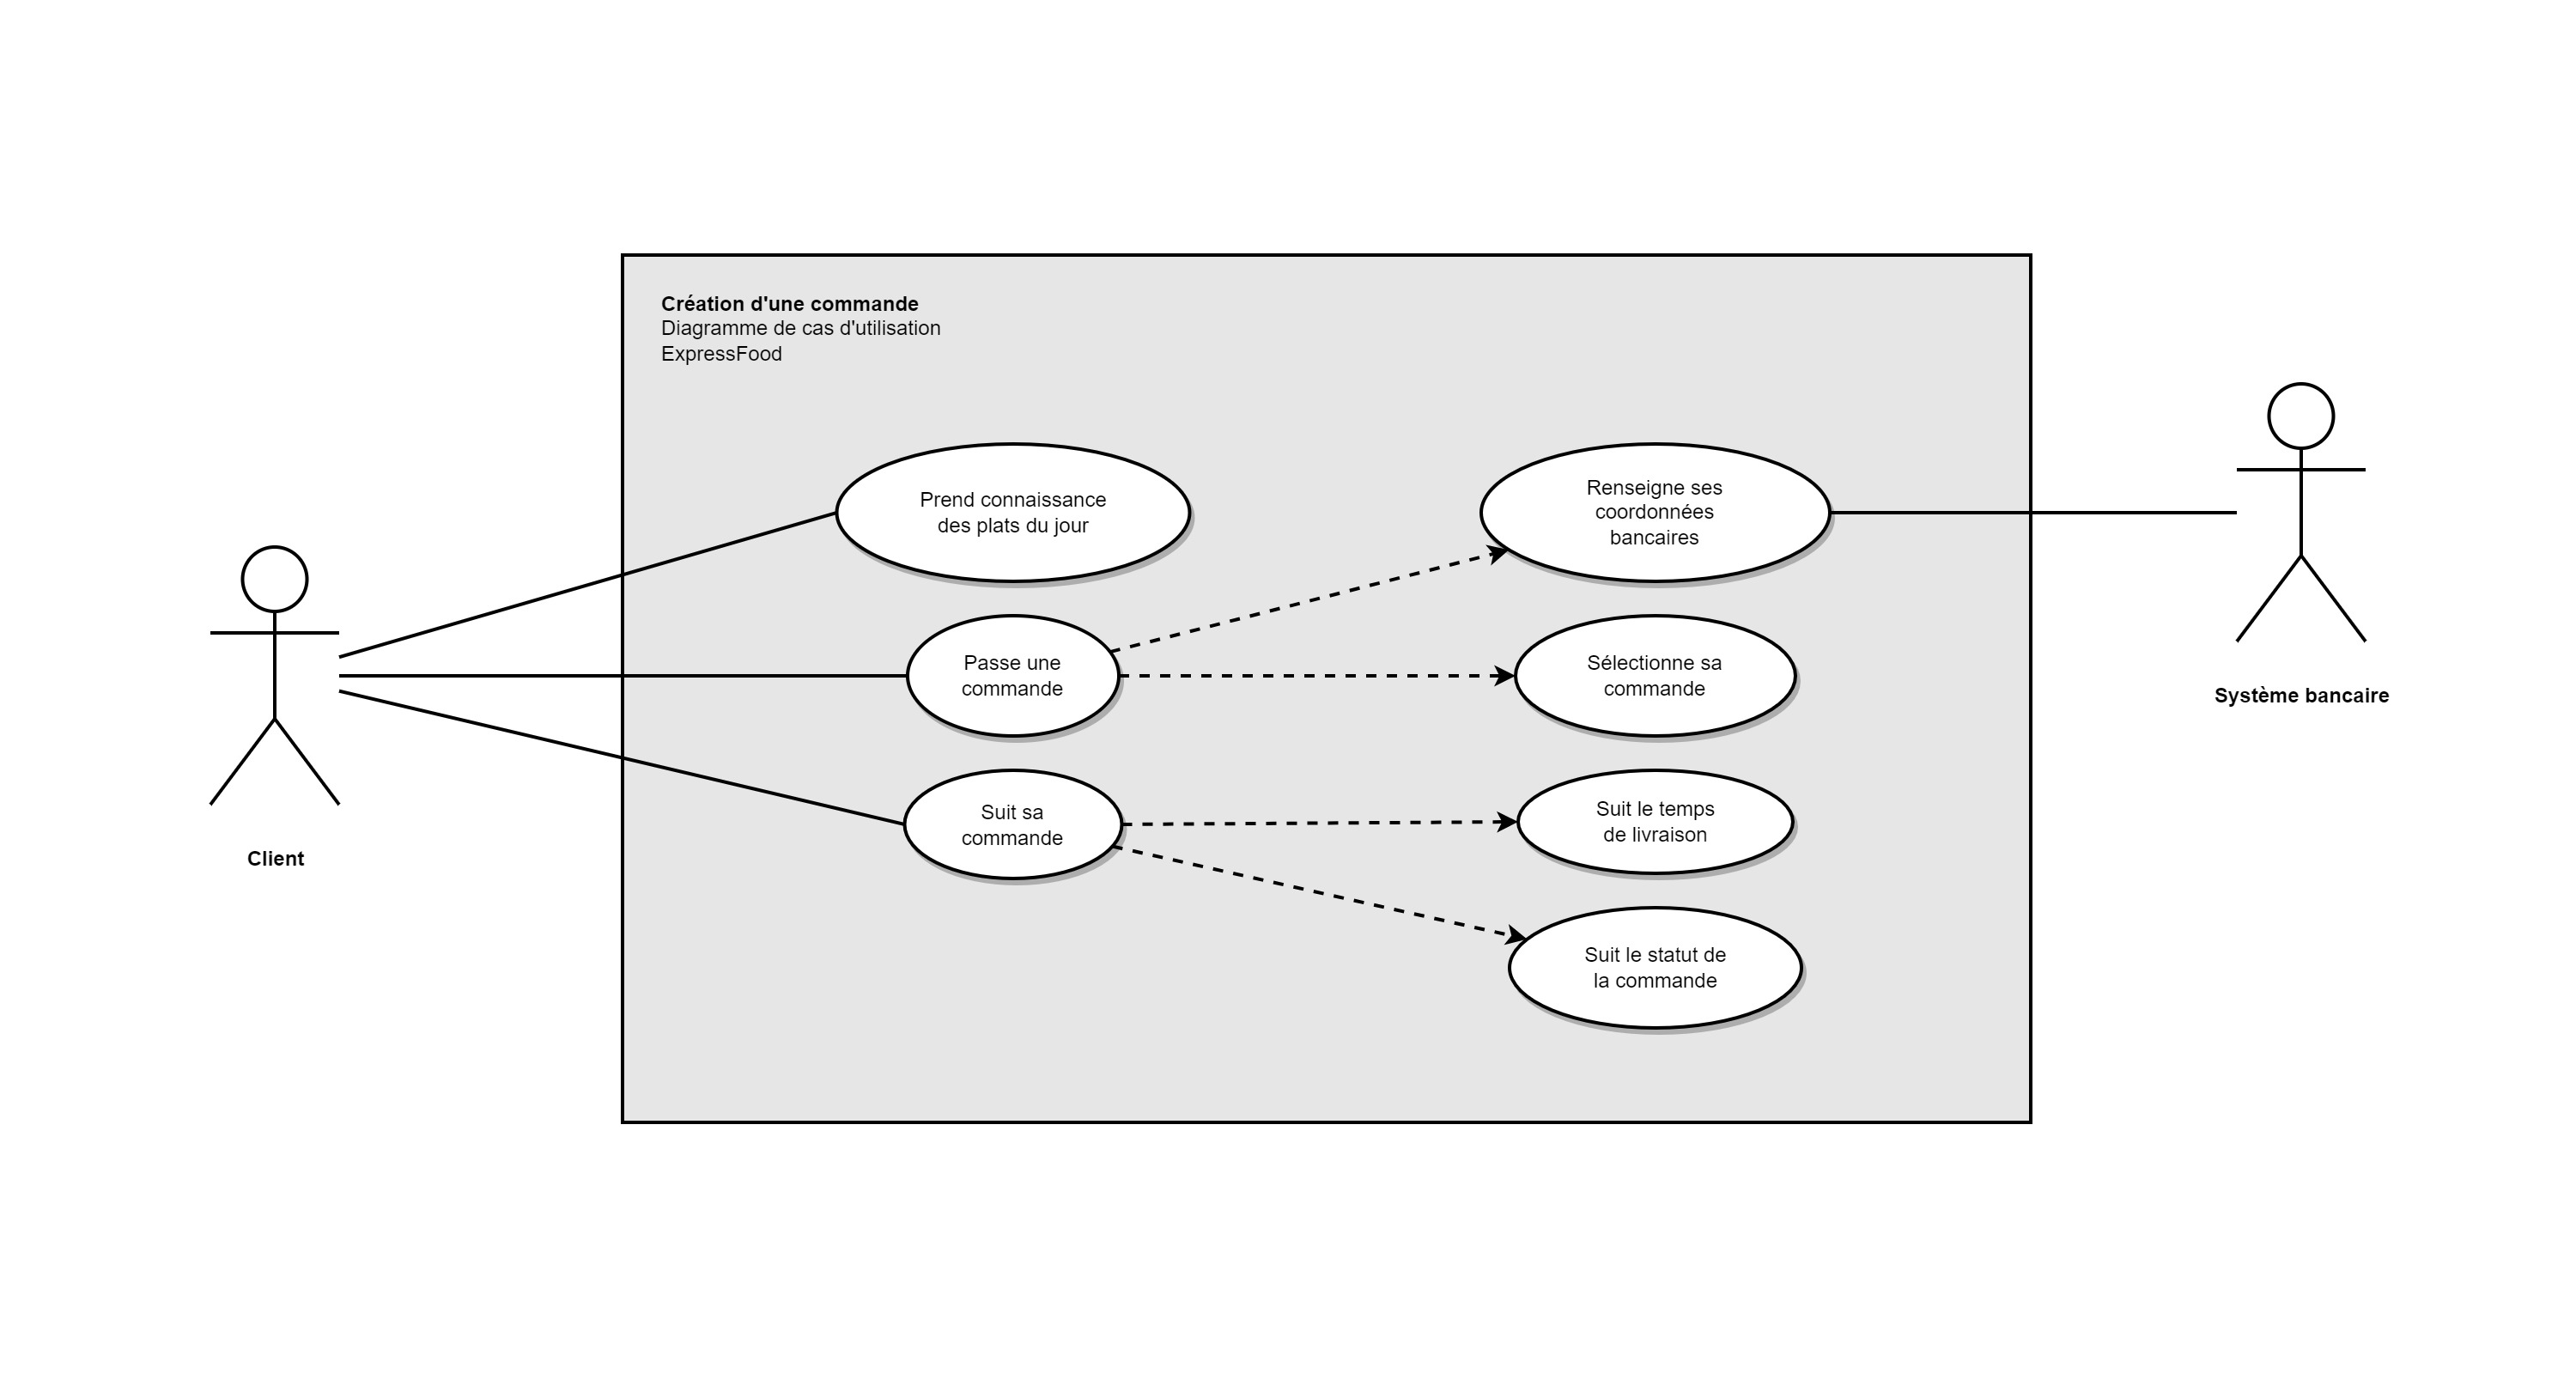 Création d'une commande
Diagramme de cas d'utilisation
ExpressFood
Prend connaissance
des plats du jour
Renseigne ses
coordonnées
bancaires
Passe une
commande
Sélectionne sa
commande
Système bancaire
Suit sa
commande
Suit le temps
de livraison
Client
Suit le statut de
la commande